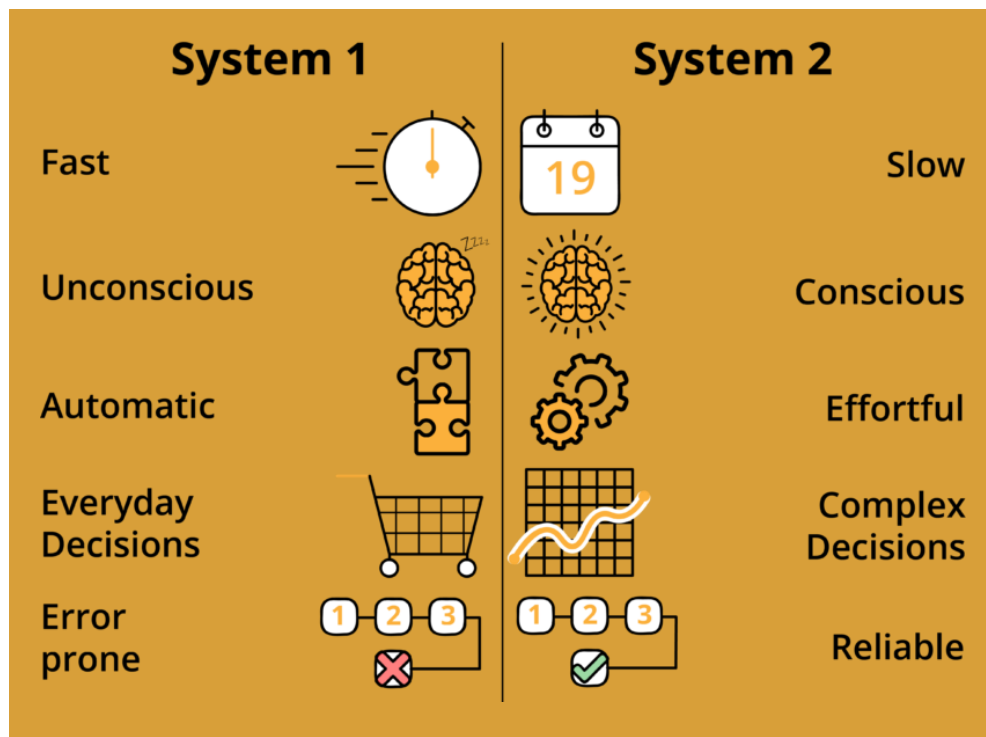 System 1
System 2
Fast
19
Slow
Zzzz
Unconscious
Conscious
Automatic
Effortful
Everyday
Decisions
Complex
Decisions
Error
prone
1 2 3
1 2 3
Reliable